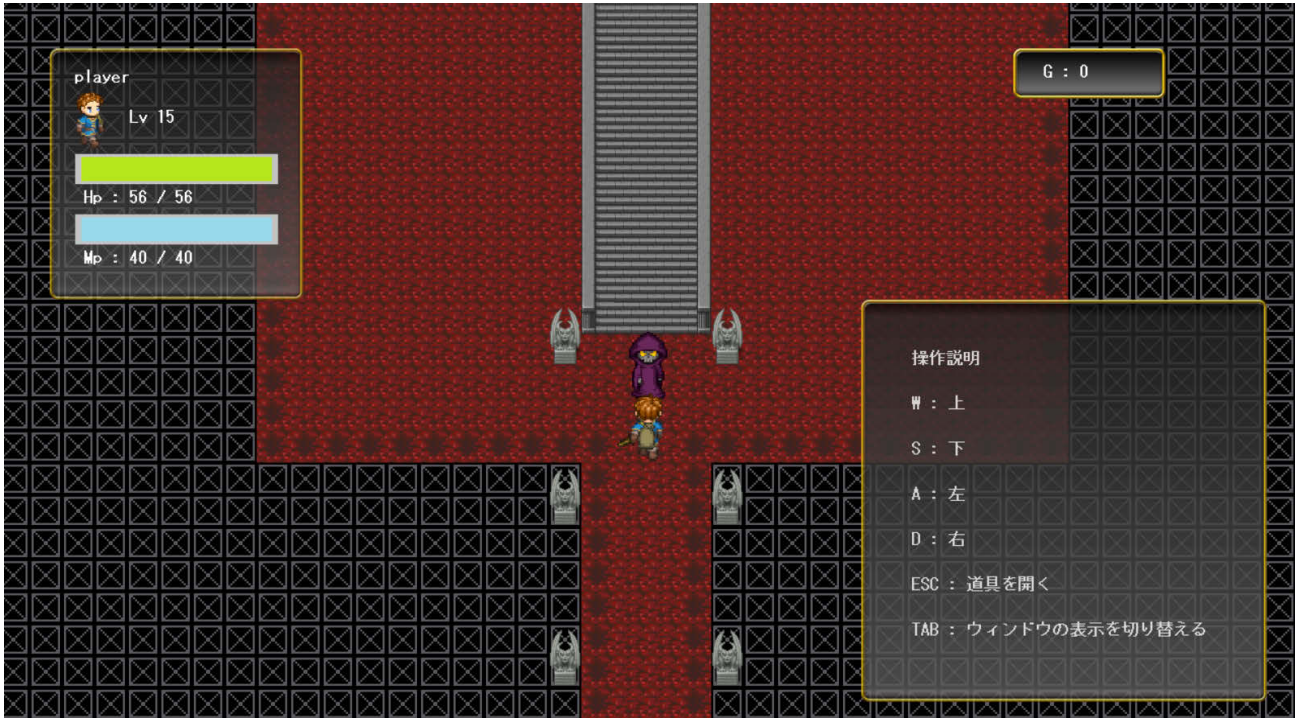 player
Lv 15
Hp : 56 / 56
Mp : 40 / 40
G : 0
操作説明
W : 上
S : 下
A : 左
D : 右
ESC : 道具を開く
TAB : ウィンドウの表示を切り替える